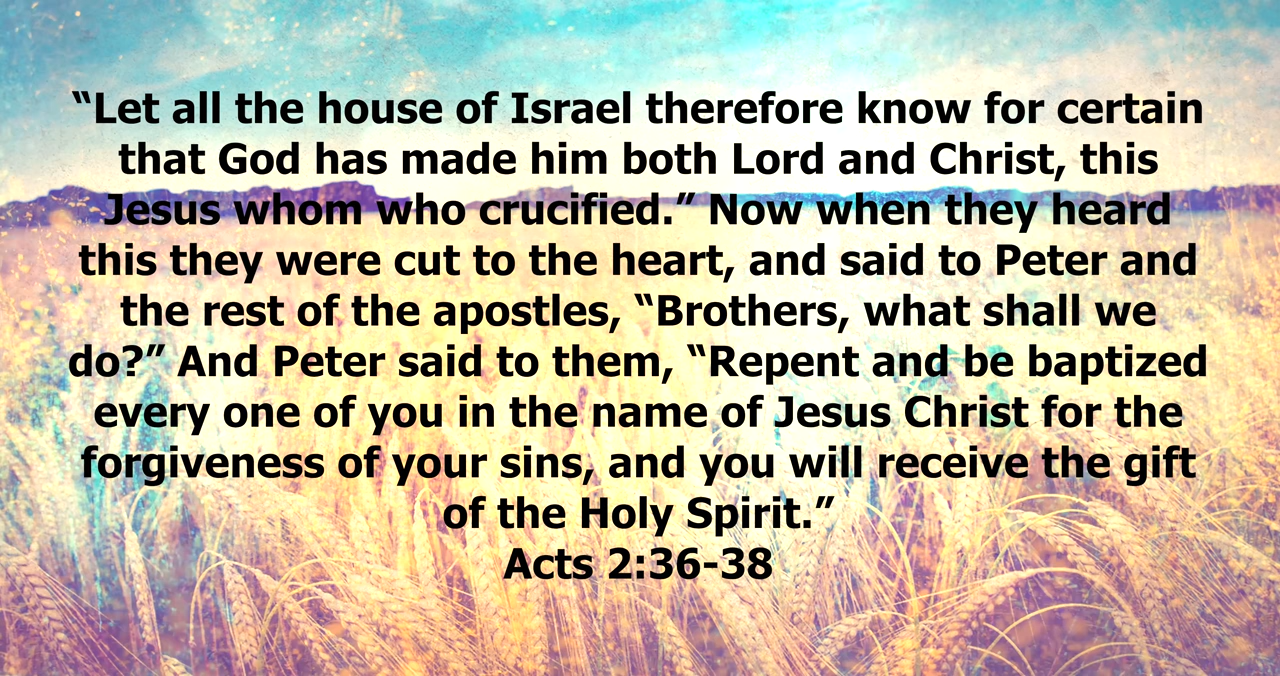 “Let all the house of Israel therefore know for certain
that God has made him both Lord and Christ, this
Jesus whom who crucified.” Now when they heard
this they were cut to the heart, and said to Peter and
the rest of the apostles, “Brothers, what shall we
do?” And Peter said to them, “Repent and be baptized
every one of you in the name of Jesus Christ for the
forgiveness of your sins, and you will receive the gift
of the Holy Spirit.”
Acts 2:36-38